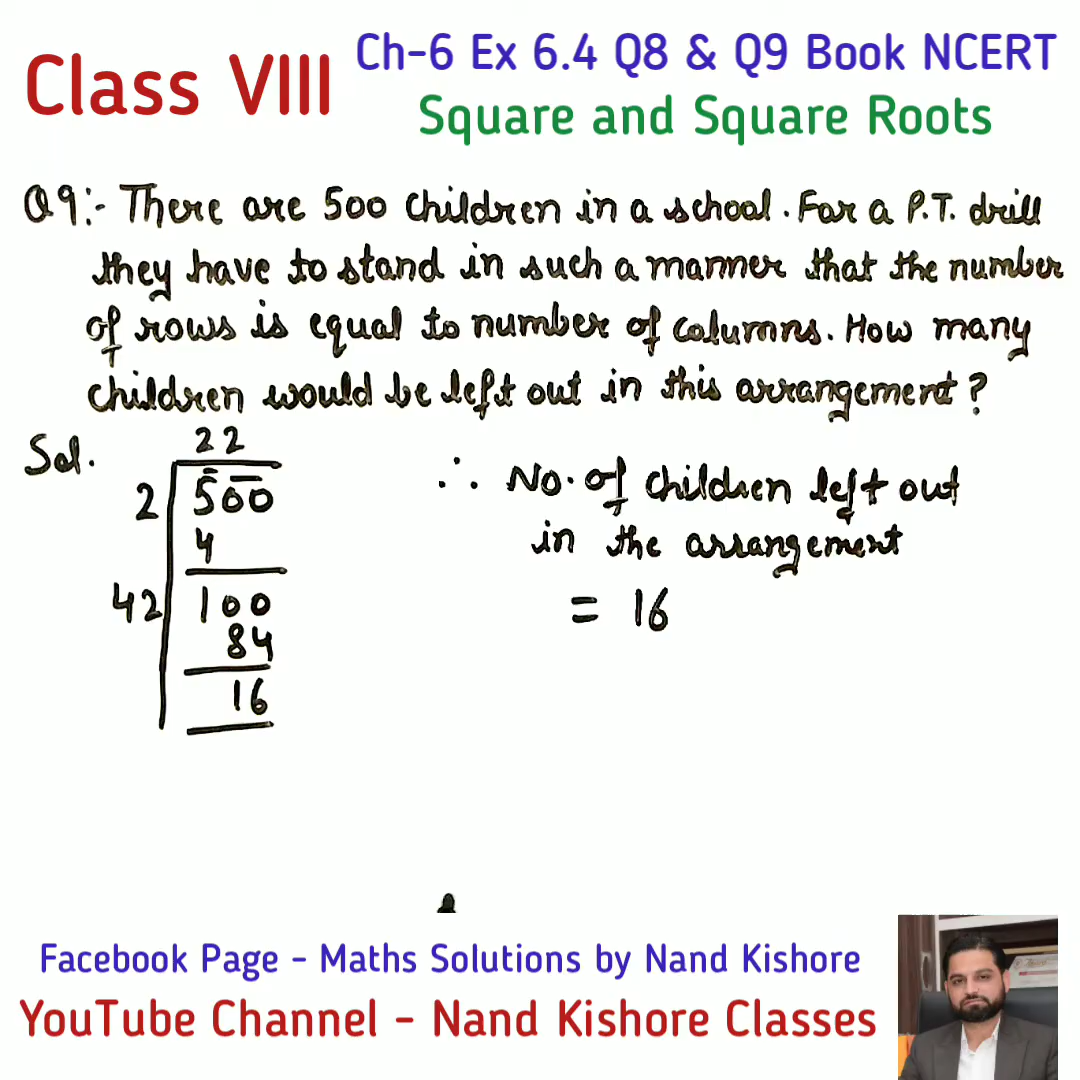 Class VIII
Ch-6 Ex 6.4 Q8 & Q9 Book NCERT
Square and Square Roots
Q9:- There are 500 children in a school. For a P.T. drill
they have to stand in such a manner that the number
of rows is equal to number of columns. How many
children would be left out in this arrangement?
Sol.
22
2 500
4
42 100
84
16
∴ No. of children left out
in the arrangement
= 16
Facebook Page - Maths Solutions by Nand Kishore
YouTube Channel - Nand Kishore Classes